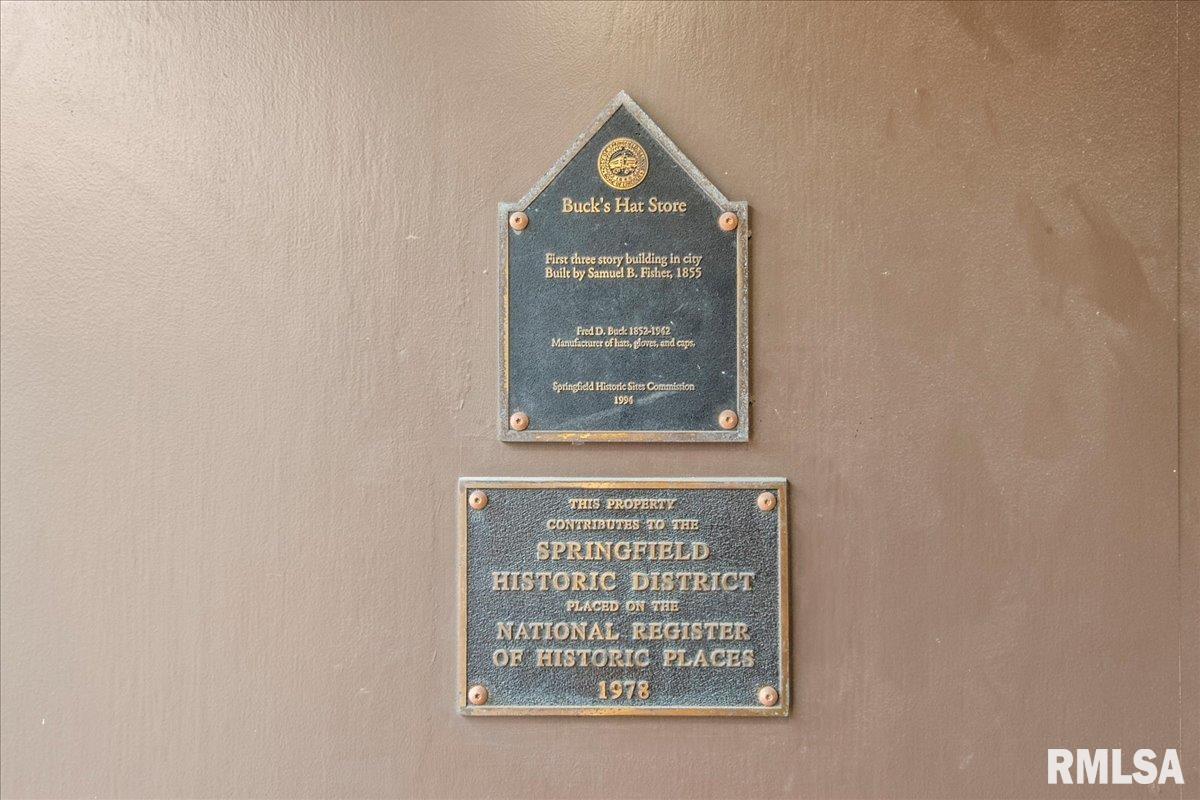 Buck's Hat Store
First three story building in city
Built by Samuel B. Fisher, 1855
Fred D. Buck 1852-1942
Manufacturer of hats, gloves, and caps.
Springfield Historic Sites Commission
1994
THIS PROPERTY
CONTRIBUTES TO THE
SPRINGFIELD
HISTORIC DISTRICT
PLACED ON THE
NATIONAL REGISTER
OF HISTORIC PLACES
1978
RMLSA